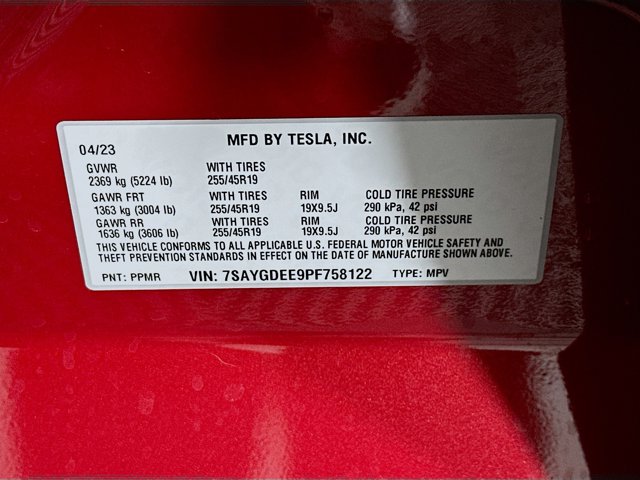 04/23 MFD BY TESLA, INC.
GVWR WITH TIRES
2369 kg (5224 lb) 255/45R19
GAWR FRT WITH TIRES RIM COLD TIRE PRESSURE
1363 kg (3004 lb) 255/45R19 19X9.5J 290 kPa, 42 psi
GAWR RR WITH TIRES RIM COLD TIRE PRESSURE
1636 kg (3606 lb) 255/45R19 19X9.5J 290 kPa, 42 psi
THIS VEHICLE CONFORMS TO ALL APPLICABLE U.S. FEDERAL MOTOR VEHICLE SAFETY AND
THEFT PREVENTION STANDARDS IN EFFECT ON THE DATE OF MANUFACTURE SHOWN ABOVE.
PNT: PPMR VIN: 7SAYGDEE9PF758122 TYPE: MPV